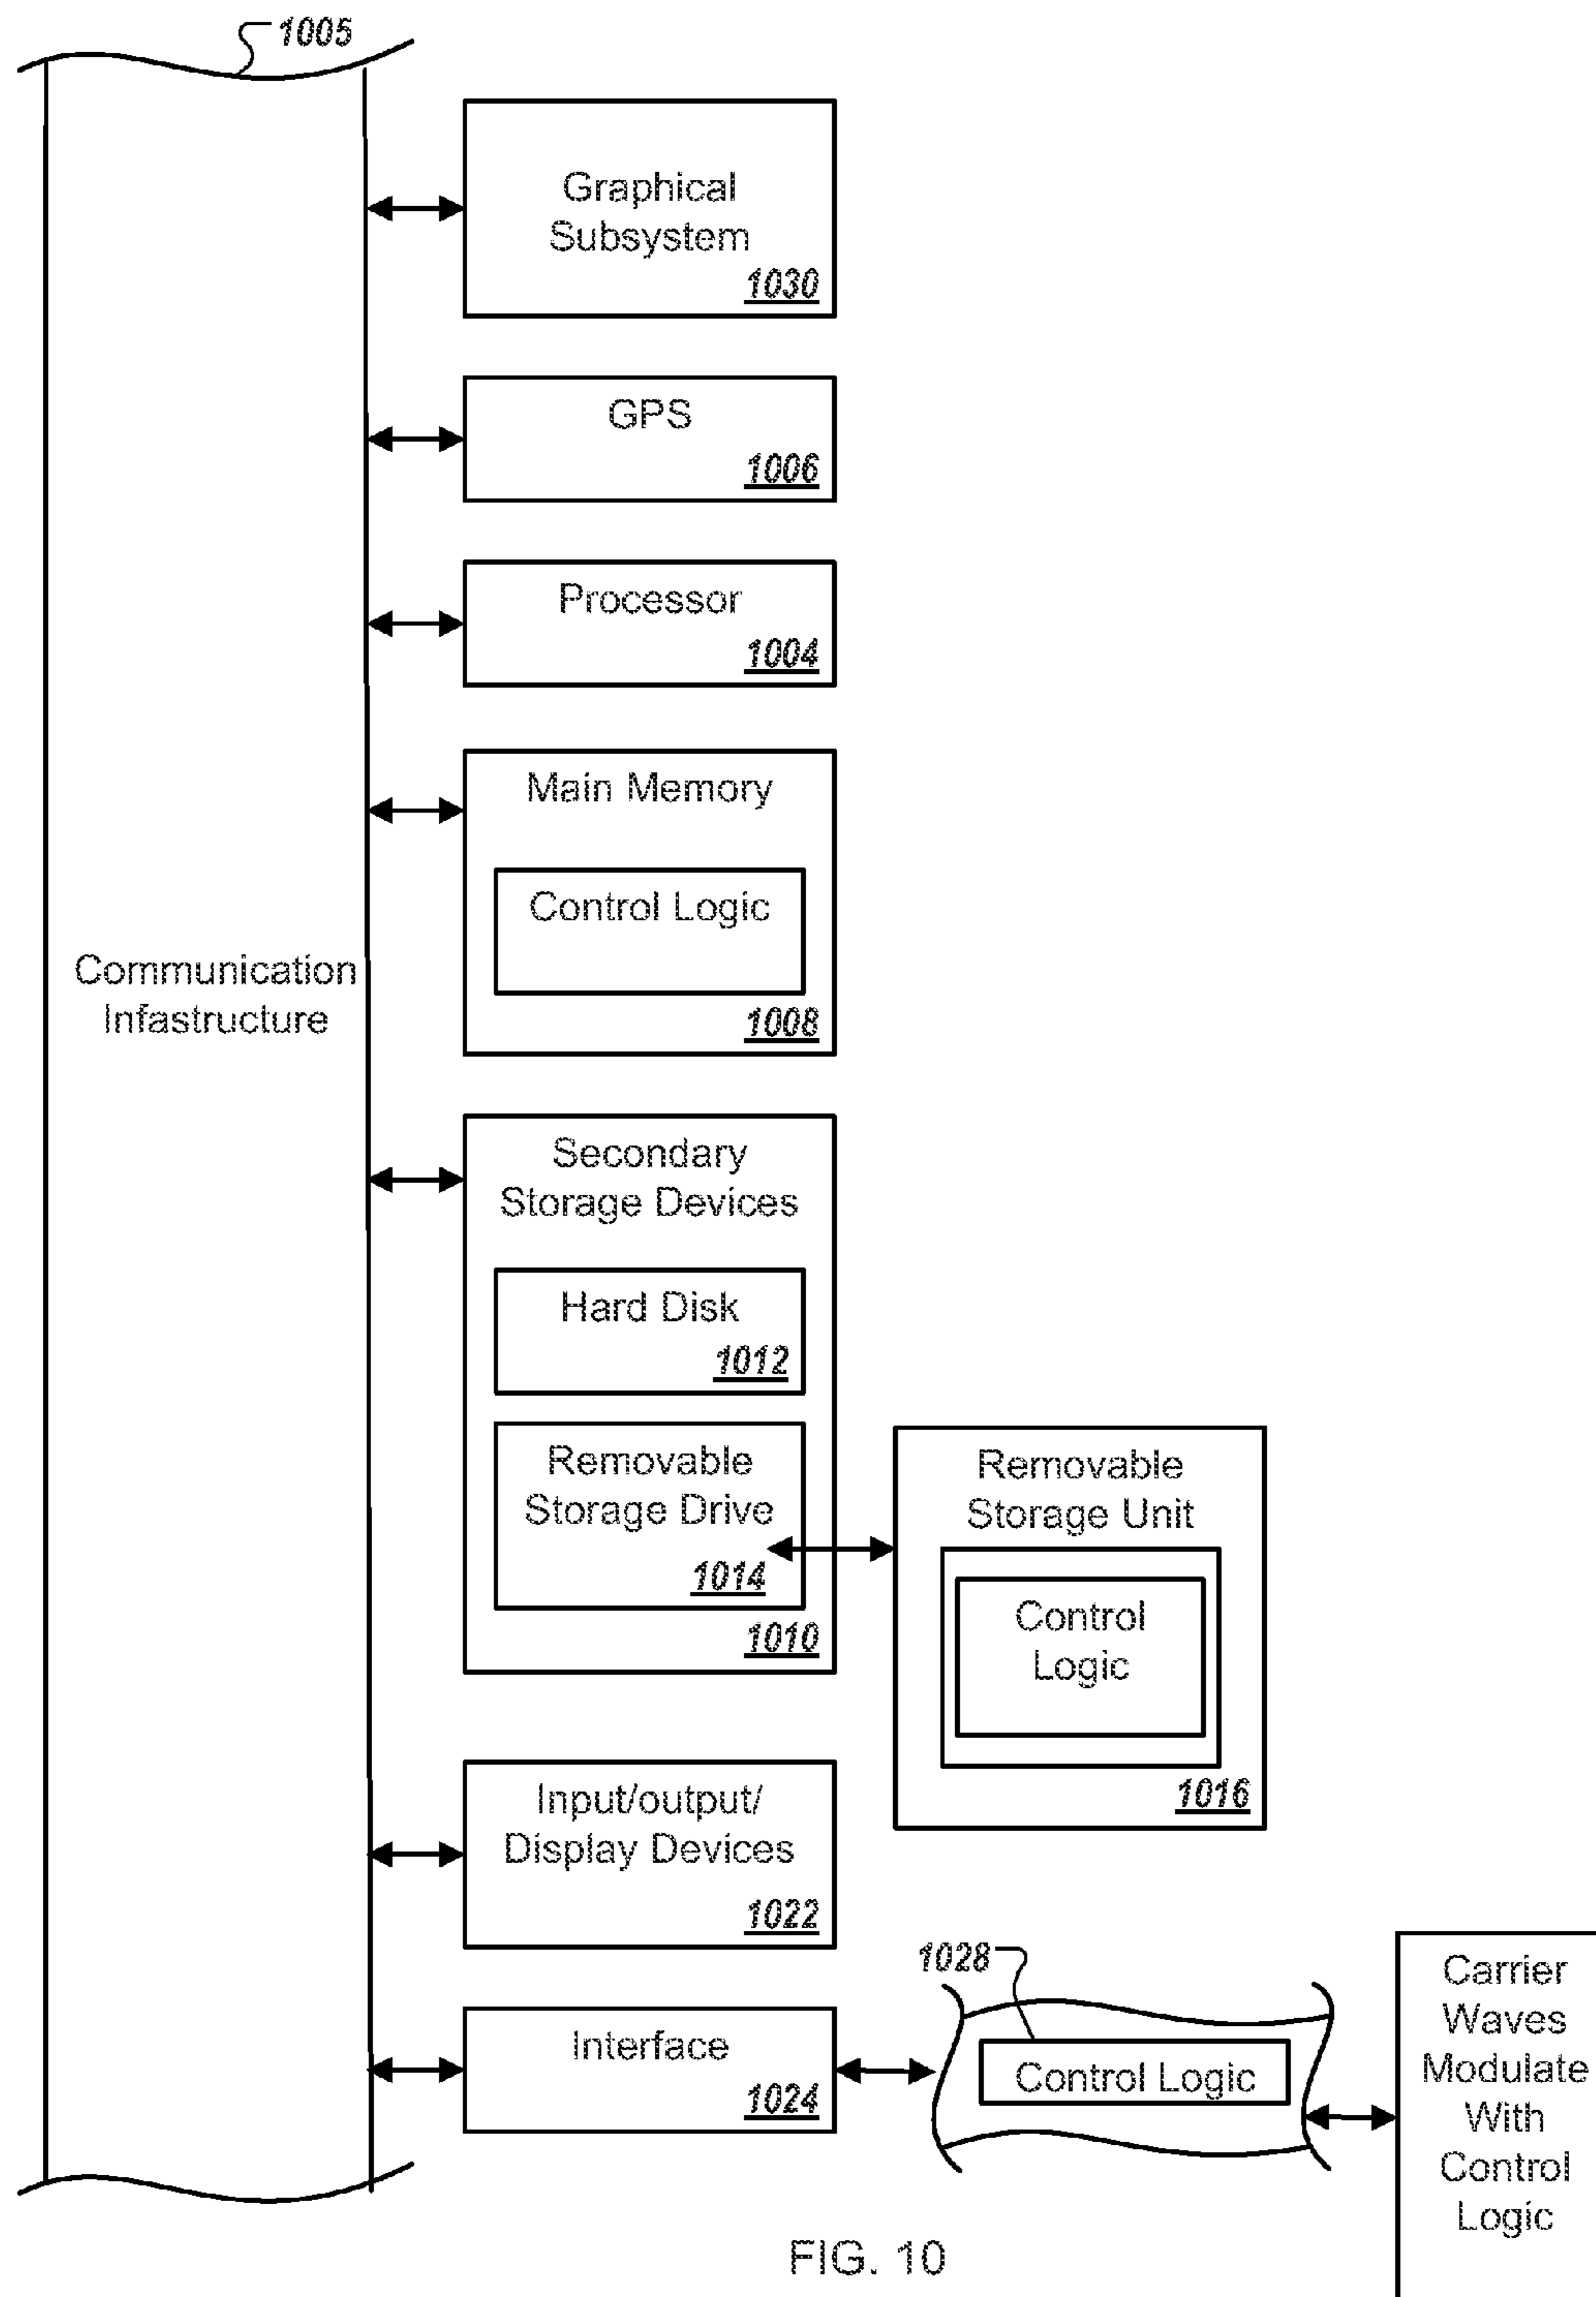 1005
Graphical
Subsystem
1030
GPS
1006
Processor
1004
Main Memory
Control Logic
1008
Communication
Infastructure
Secondary
Storage Devices
Hard Disk
1012
Removable
Storage Drive
1014
1010
Removable
Storage Unit
Control
Logic
1016
Input/output/
Display Devices
1022
Interface
1024
1028
Control Logic
Carrier
Waves
Modulate
With
Control
Logic
FIG. 10